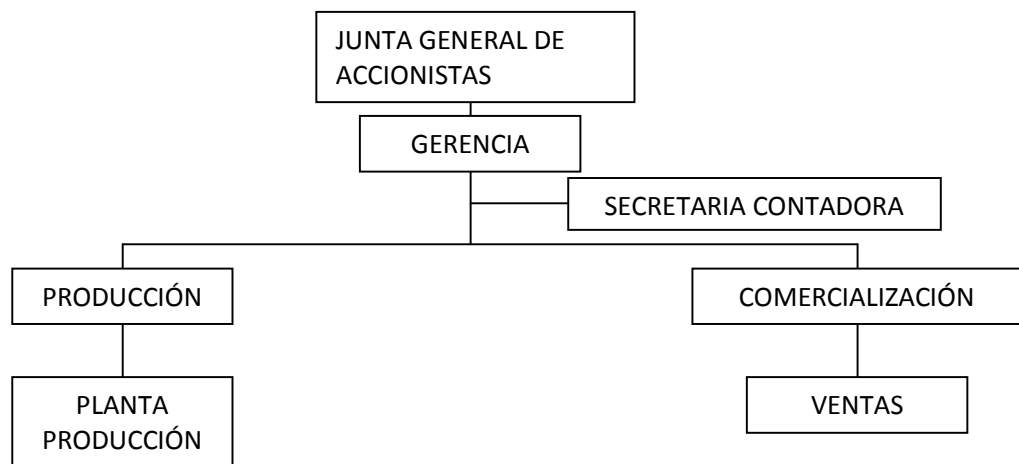 JUNTA GENERAL DE
ACCIONISTAS
GERENCIA
SECRETARIA CONTADORA
PRODUCCIÓN
COMERCIALIZACIÓN
PLANTA
PRODUCCIÓN
VENTAS